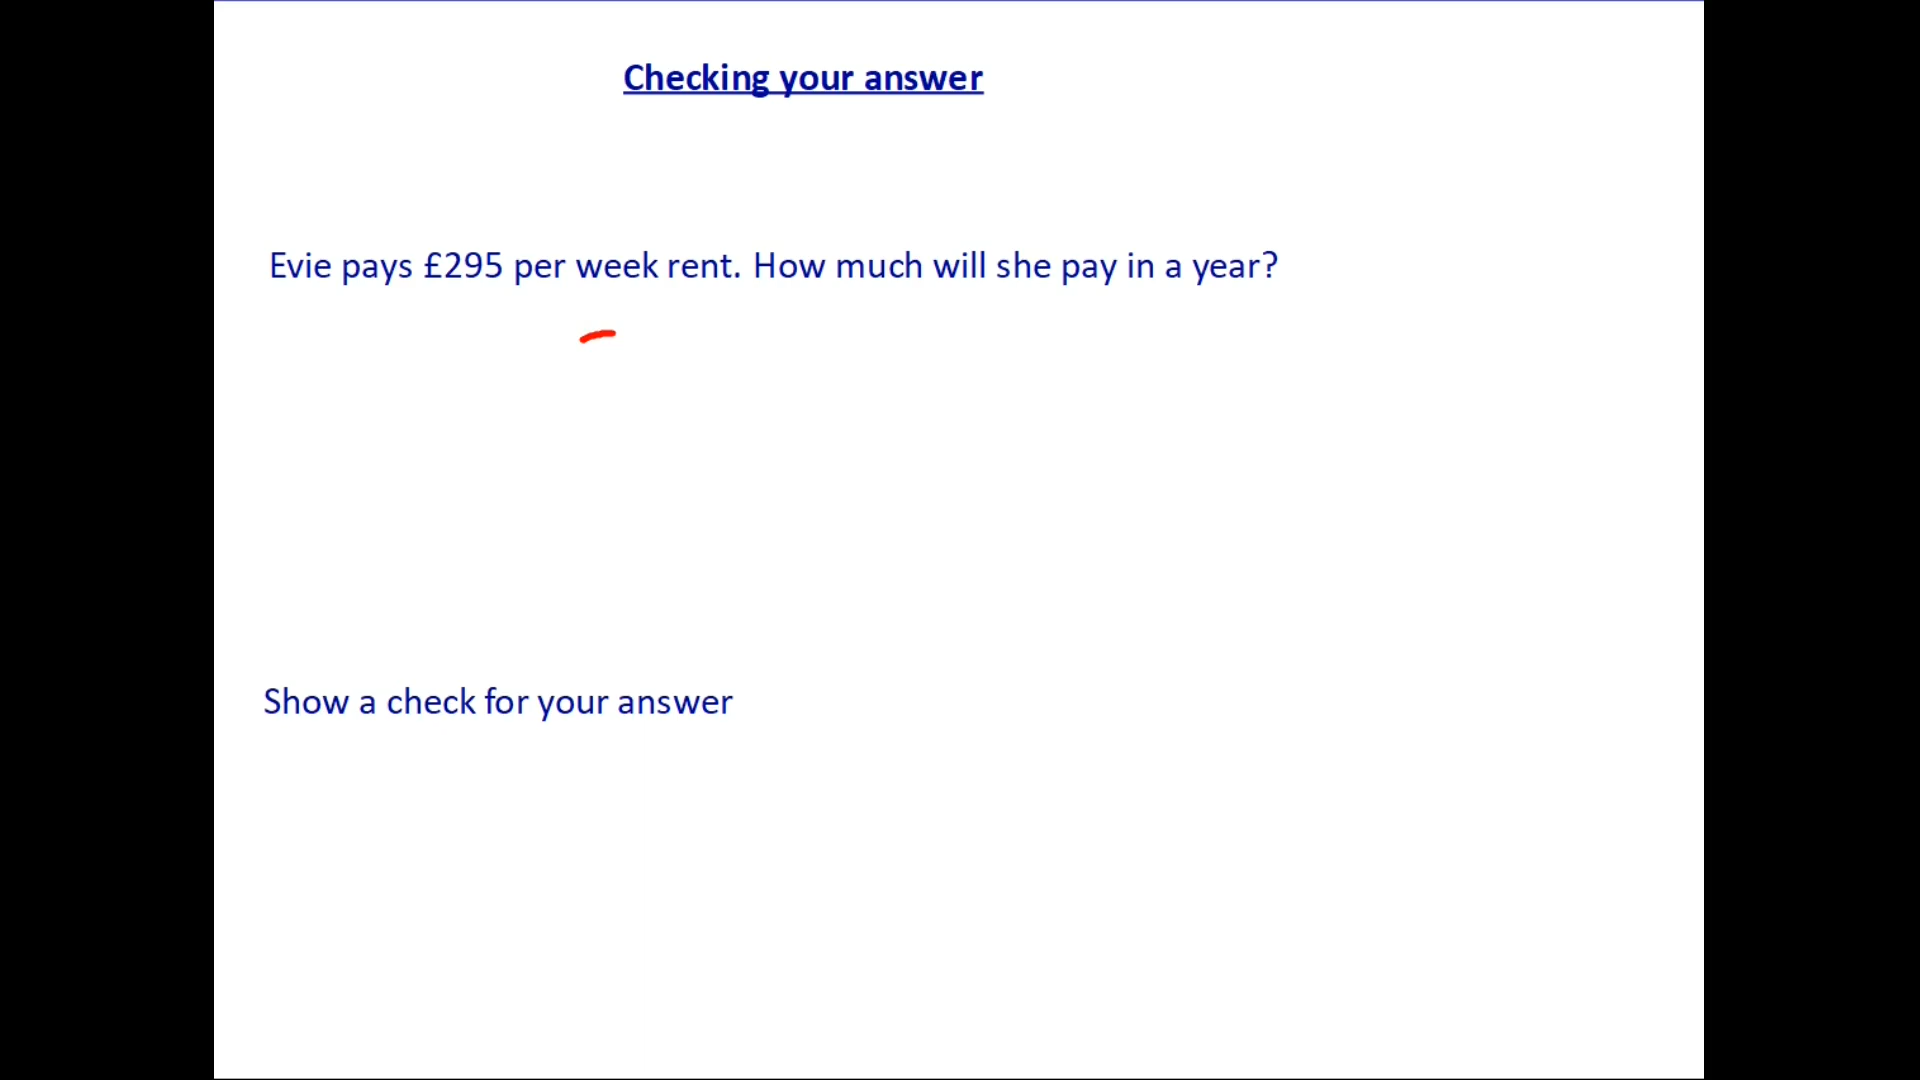 Checking your answer
Evie pays £295 per week rent. How much will she pay in a year?
Show a check for your answer